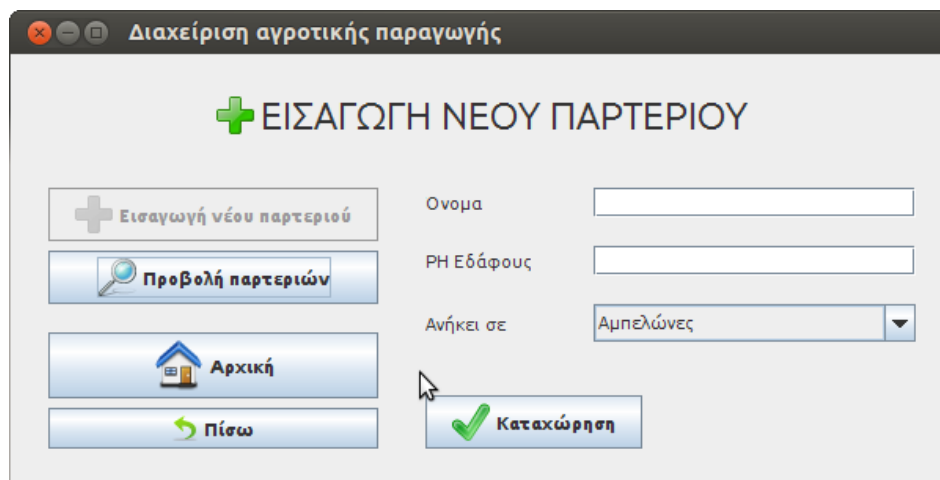 Διαχείριση αγροτικής παραγωγής
ΕΙΣΑΓΩΓΗ ΝΕΟΥ ΠΑΡΤΕΡΙΟΥ
Εισαγωγή νέου παρτεριού
Προβολή παρτεριών
Αρχική
Πίσω
Ονομα
PH Εδάφους
Ανήκει σε
Αμπελώνες
Καταχώρηση